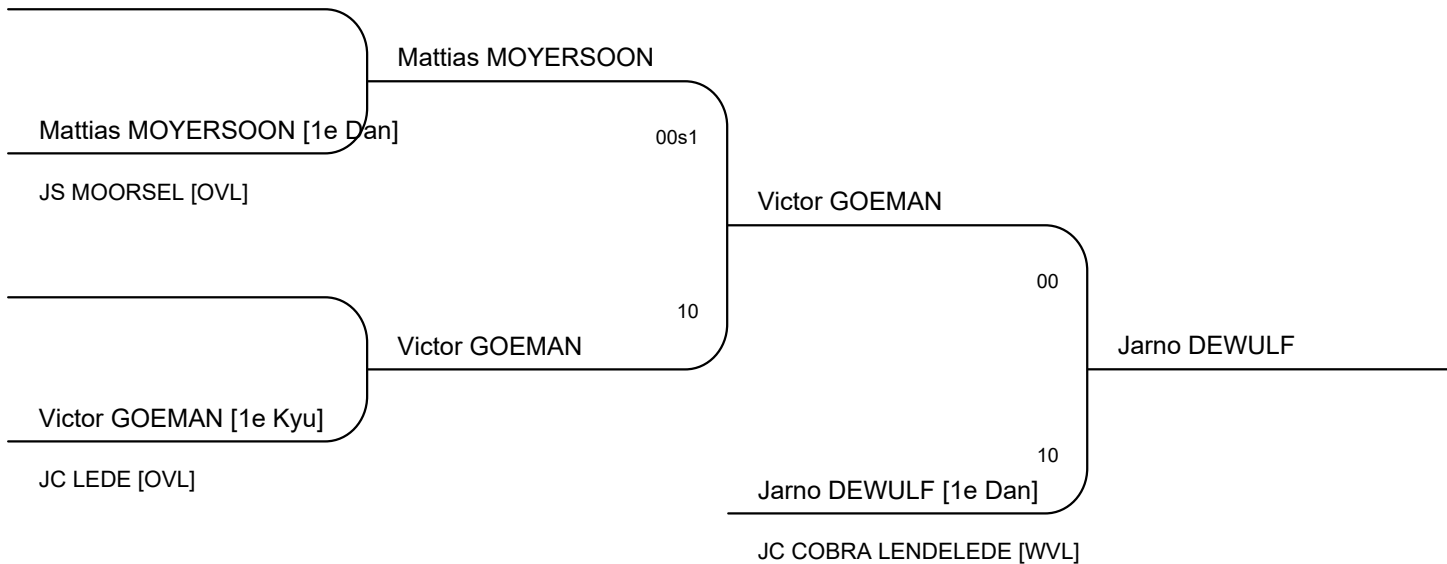 Mattias MOYERSOON
Mattias MOYERSOON [1e Dan]
00s1
JS MOORSEL [OVL]
Victor GOEMAN
00
10
Victor GOEMAN
Jarno DEWULF
Victor GOEMAN [1e Kyu]
10
JC LEDE [OVL]
Jarno DEWULF [1e Dan]
JC COBRA LENDELEDE [WVL]